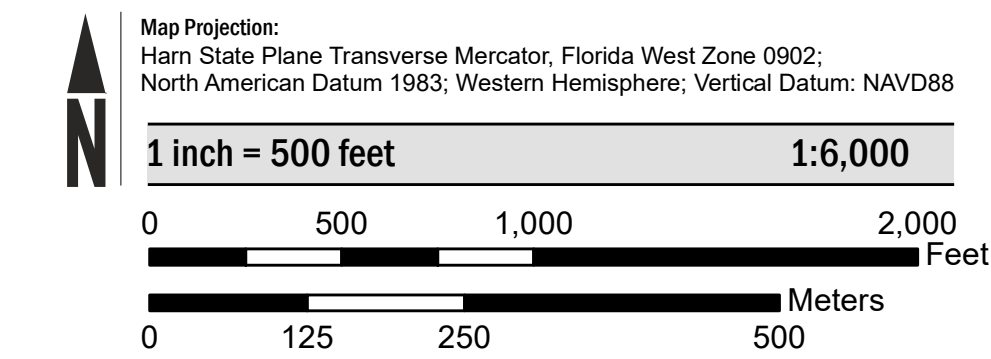 N
Map Projection:
Harn State Plane Transverse Mercator, Florida West Zone 0902;
North American Datum 1983; Western Hemisphere; Vertical Datum: NAVD88
1 inch = 500 feet 1:6,000
0 500 1,000 2,000
Feet
Meters
0 125 250 500